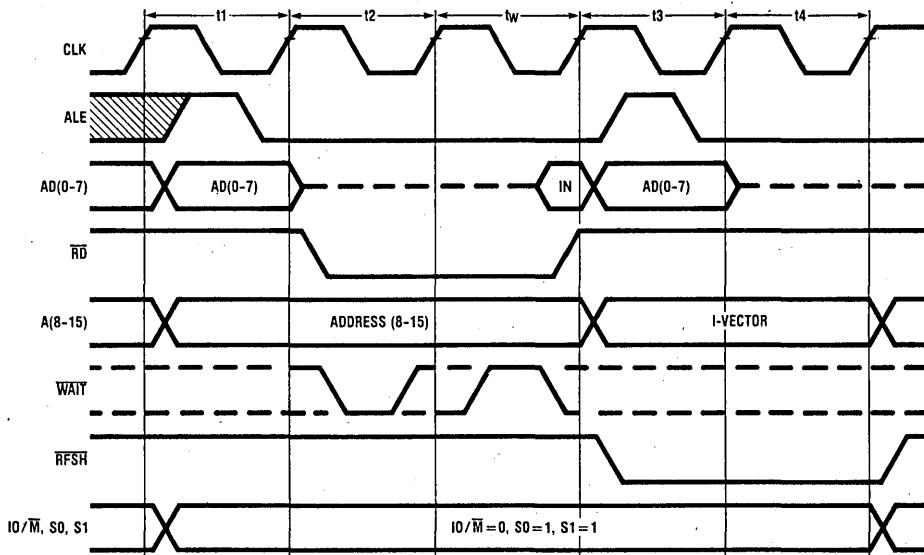 t1 t2 tw t3 t4
CLK
ALE
AD(0-7) AD(0-7) IN AD(0-7)
RD
A(8-15) ADDRESS (8-15) I-VECTOR
WAIT
RFSH
IO/M, S0, S1 IO/M=0, S0=1, S1=1